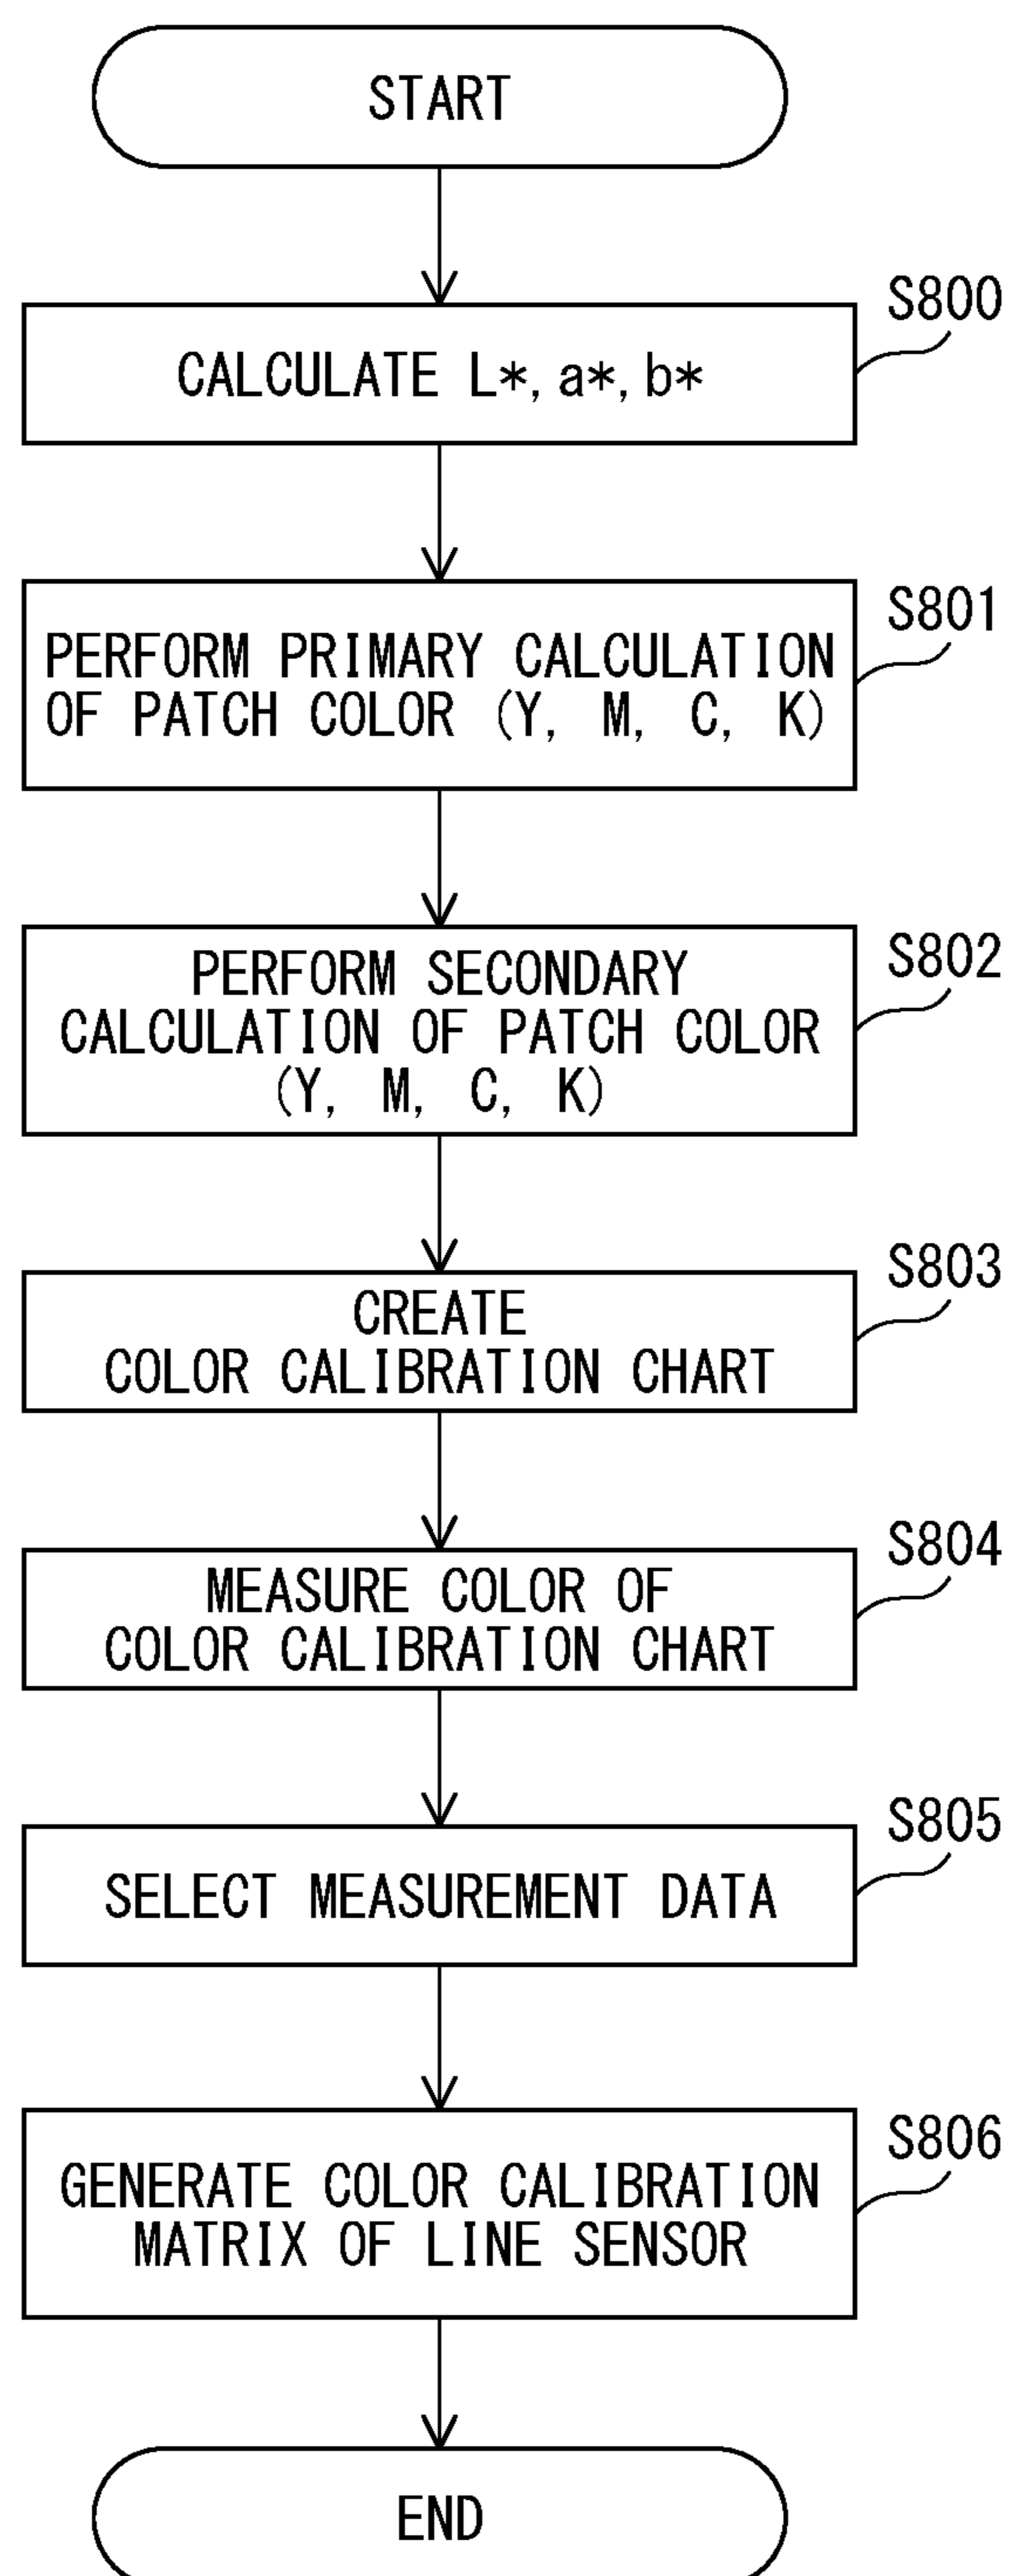 START
S800
CALCULATE L*, a*, b*
S801
PERFORM PRIMARY CALCULATION
OF PATCH COLOR (Y, M, C, K)
S802
PERFORM SECONDARY
CALCULATION OF PATCH COLOR
(Y, M, C, K)
S803
CREATE
COLOR CALIBRATION CHART
S804
MEASURE COLOR OF
COLOR CALIBRATION CHART
S805
SELECT MEASUREMENT DATA
S806
GENERATE COLOR CALIBRATION
MATRIX OF LINE SENSOR
END